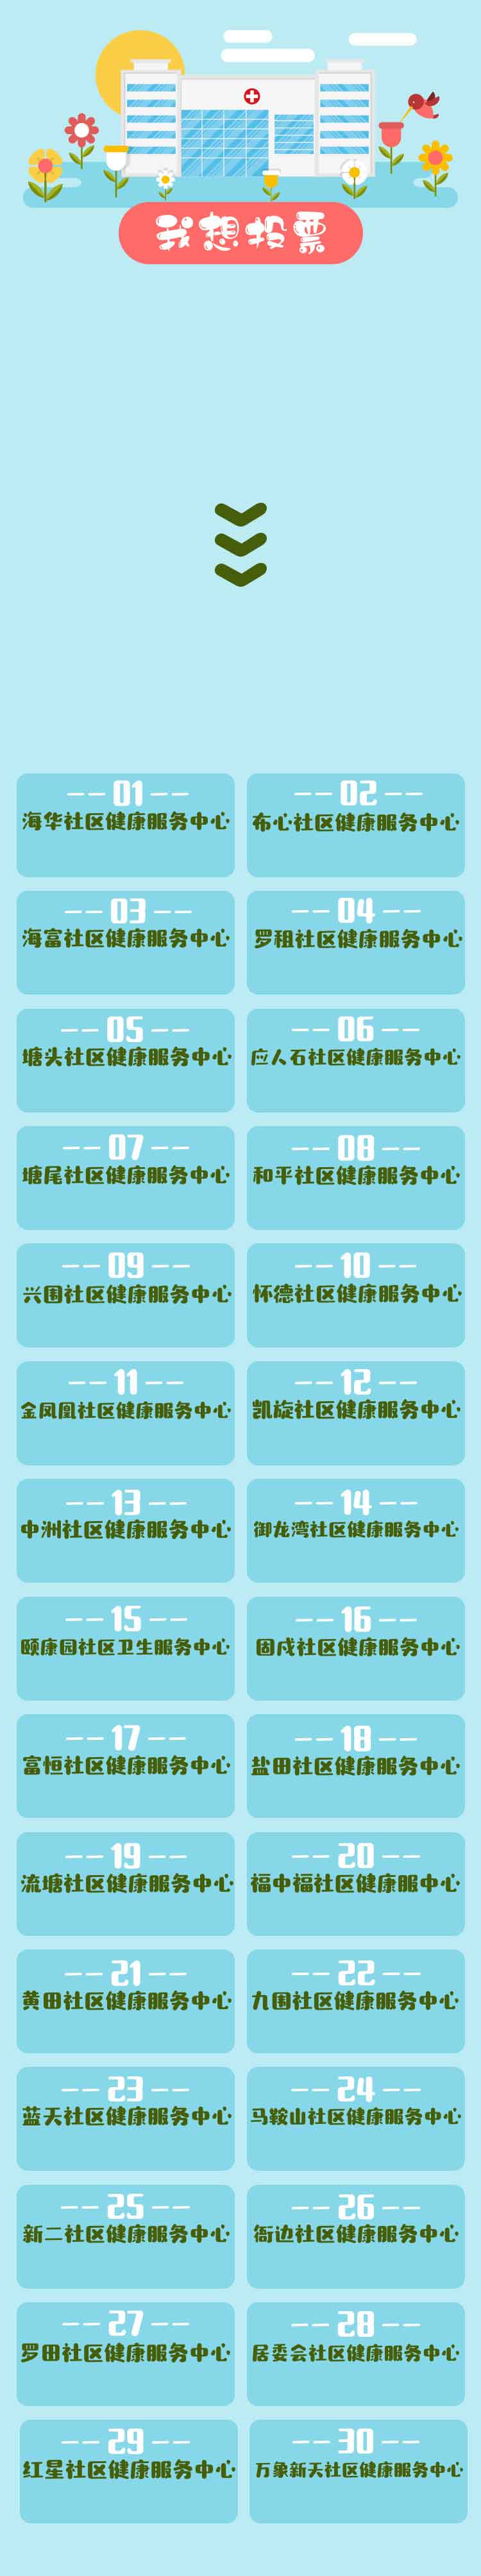 我想投票
01
海华社区健康服务中心
02
布心社区健康服务中心
03
海富社区健康服务中心
04
罗租社区健康服务中心
05
塘头社区健康服务中心
06
应人石社区健康服务中心
07
塘尾社区健康服务中心
08
和平社区健康服务中心
09
兴围社区健康服务中心
10
怀德社区健康服务中心
11
金凤凰社区健康服务中心
12
凯旋社区健康服务中心
13
中洲社区健康服务中心
14
御龙湾社区健康服务中心
15
颐康园社区卫生服务中心
16
固戍社区健康服务中心
17
富恒社区健康服务中心
18
盐田社区健康服务中心
19
流塘社区健康服务中心
20
福中福社区健康服中心
21
黄田社区健康服务中心
22
九围社区健康服务中心
23
蓝天社区健康服务中心
24
马鞍山社区健康服务中心
25
新二社区健康服务中心
26
衙边社区健康服务中心
27
罗田社区健康服务中心
28
居委会社区健康服务中心
29
红星社区健康服务中心
30
万象新天社区健康服务中心